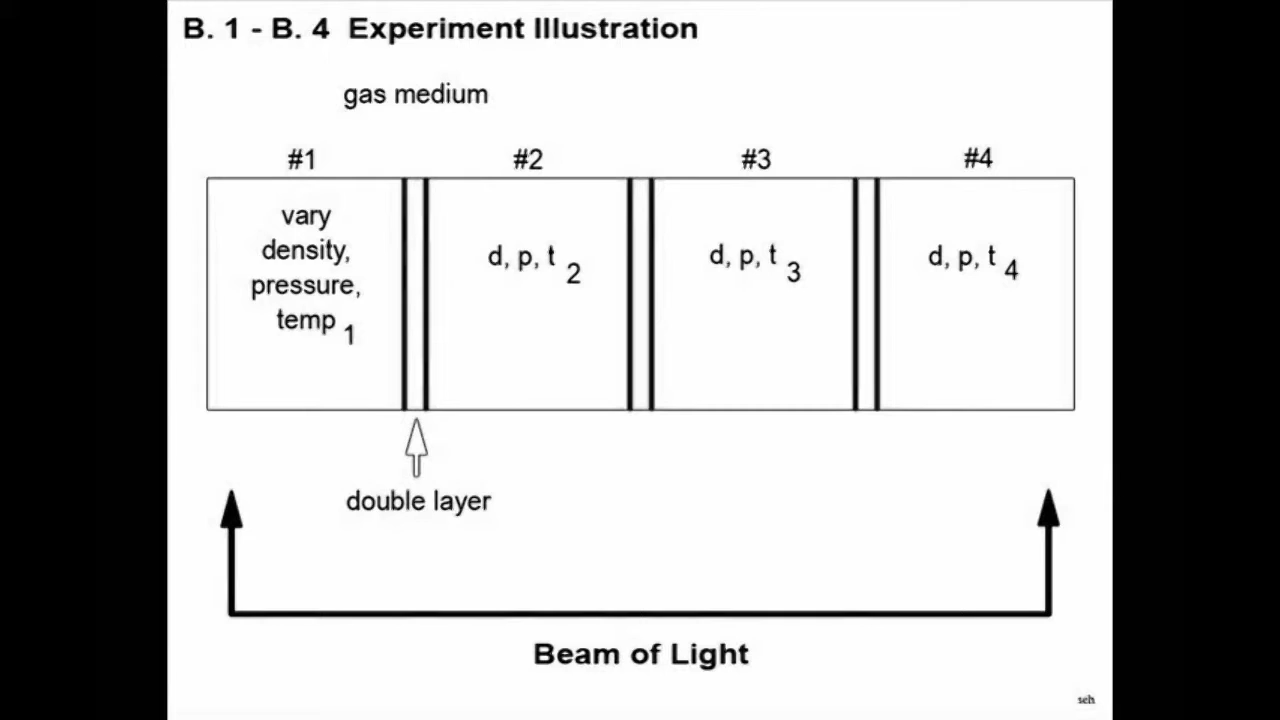 B. 1 - B. 4 Experiment Illustration
gas medium
#1 #2 #3 #4
vary
density,
pressure,
temp 1
d, p, t 2
d, p, t 3
d, p, t 4
double layer
Beam of Light
seh